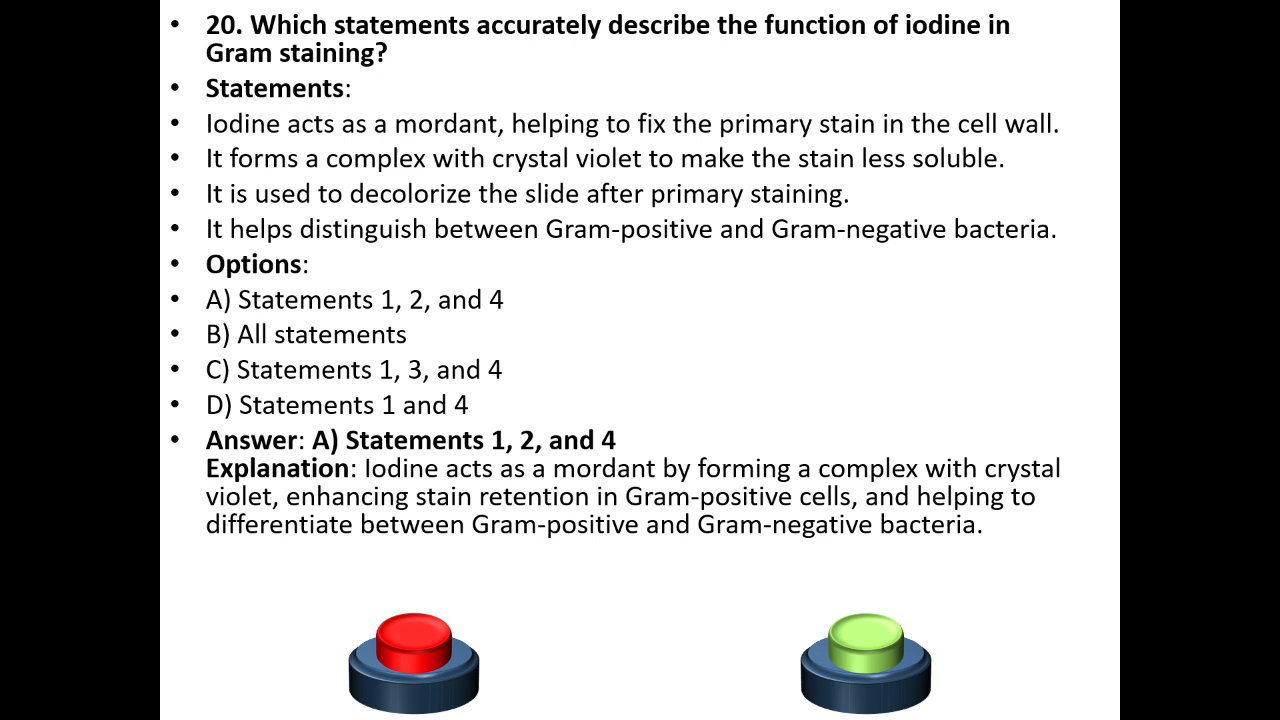 • 20. Which statements accurately describe the function of iodine in
Gram staining?
• Statements:
• Iodine acts as a mordant, helping to fix the primary stain in the cell wall.
• It forms a complex with crystal violet to make the stain less soluble.
• It is used to decolorize the slide after primary staining.
• It helps distinguish between Gram-positive and Gram-negative bacteria.
• Options:
• A) Statements 1, 2, and 4
• B) All statements
• C) Statements 1, 3, and 4
• D) Statements 1 and 4
• Answer: A) Statements 1, 2, and 4
Explanation: Iodine acts as a mordant by forming a complex with crystal
violet, enhancing stain retention in Gram-positive cells, and helping to
differentiate between Gram-positive and Gram-negative bacteria.